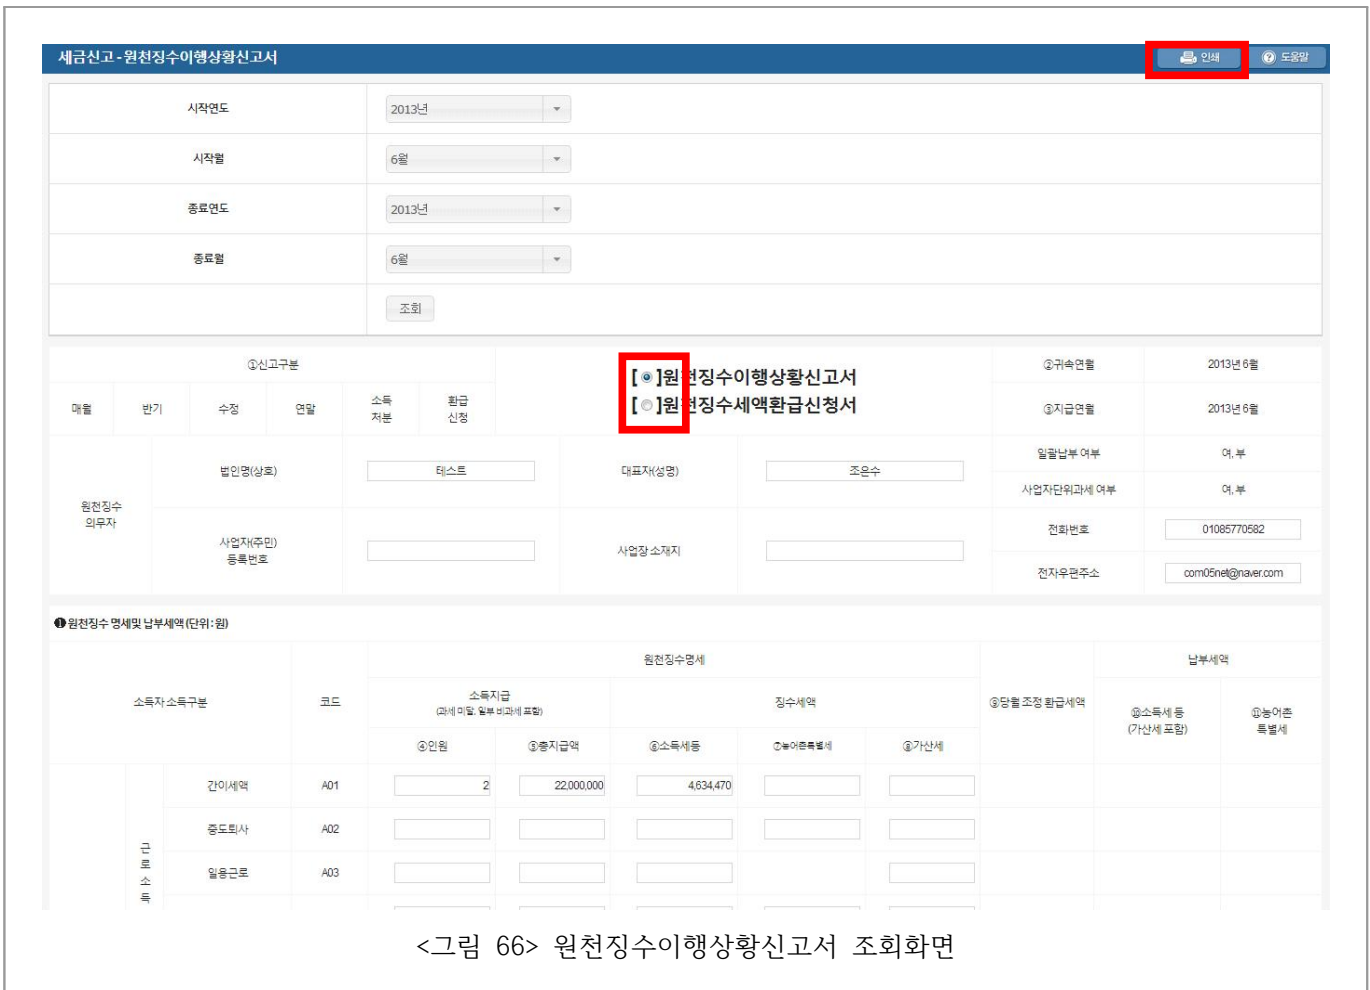 세금신고 - 원천징수이행상황신고서
인쇄
도움말
시작연도
2013년
시작월
6월
종료연도
2013년
종료월
6월
조회
①신고구분
[ ]원천징수이행상황신고서
[ ]원천징수세액환급신청서
②귀속연월
2013년 6월
매월
반기
수정
연말
소득
처분
환급
신청
③지급연월
2013년 6월
원천징수
의무자
법인명(상호)
테스트
대표자(성명)
조은수
일괄납부 여부
여, 부
사업자단위과세 여부
여, 부
사업자(주민)
등록번호
사업장 소재지
전화번호
01085770582
전자우편주소
com05net@naver.com
❶ 원천징수 명세및 납부세액 (단위 : 원)
소득자 소득구분
코드
원천징수명세
납부세액
소득지급
(과세 미달, 일부 비과세 포함)
징수세액
⑨당월 조정 환급세액
⑩소득세 등
(가산세 포함)
⑪농어촌
특별세
④인원
⑤총지급액
⑥소득세등
⑦농어촌특별세
⑧가산세
근
로
소
득
간이세액
A01
2
22,000,000
4,634,470
중도퇴사
A02
일용근로
A03
<그림 66> 원천징수이행상황신고서 조회화면